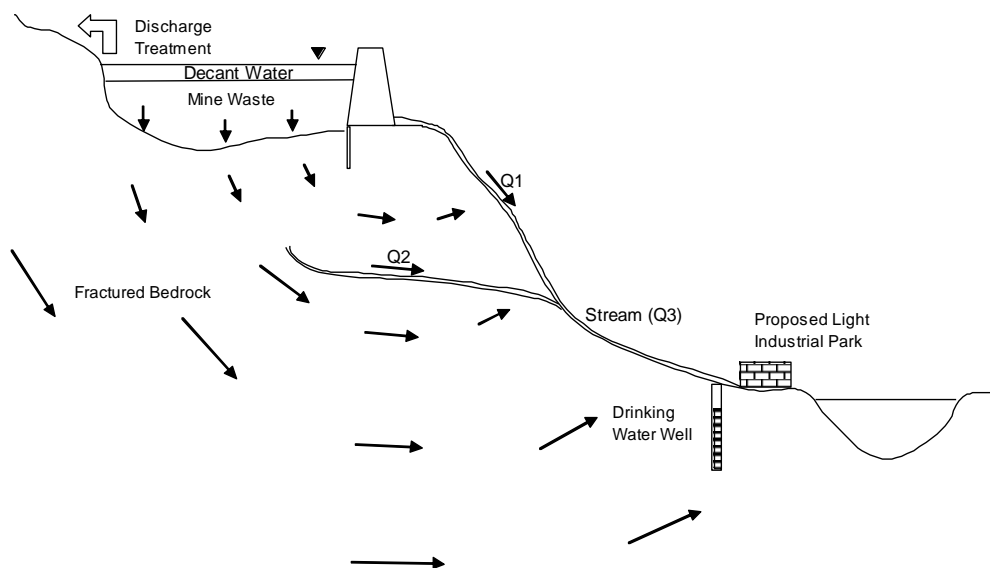 Discharge
Treatment
Decant Water
Mine Waste
Q1
Q2
Fractured Bedrock
Stream (Q3)
Proposed Light
Industrial Park
Drinking
Water Well